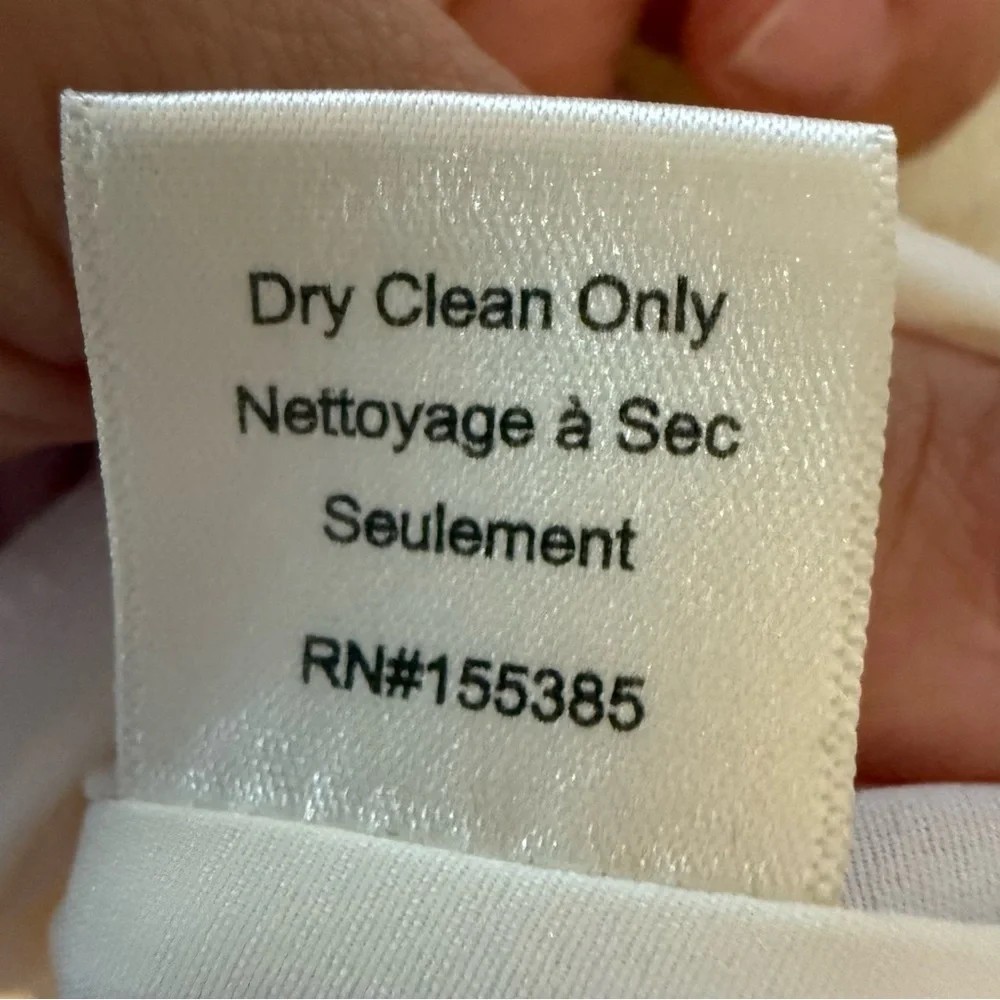 Dry Clean Only
Nettoyage à Sec
Seulement
RN#155385